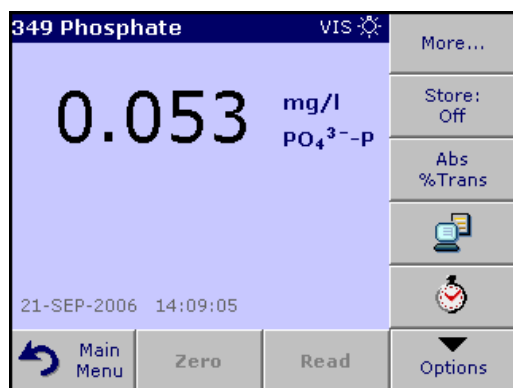 349 Phosphate VIS
More...
0.053 mg/l
PO₄³⁻-P
Store:
Off
Abs
%Trans
21-SEP-2006 14:09:05
Main
Menu
Zero
Read
Options